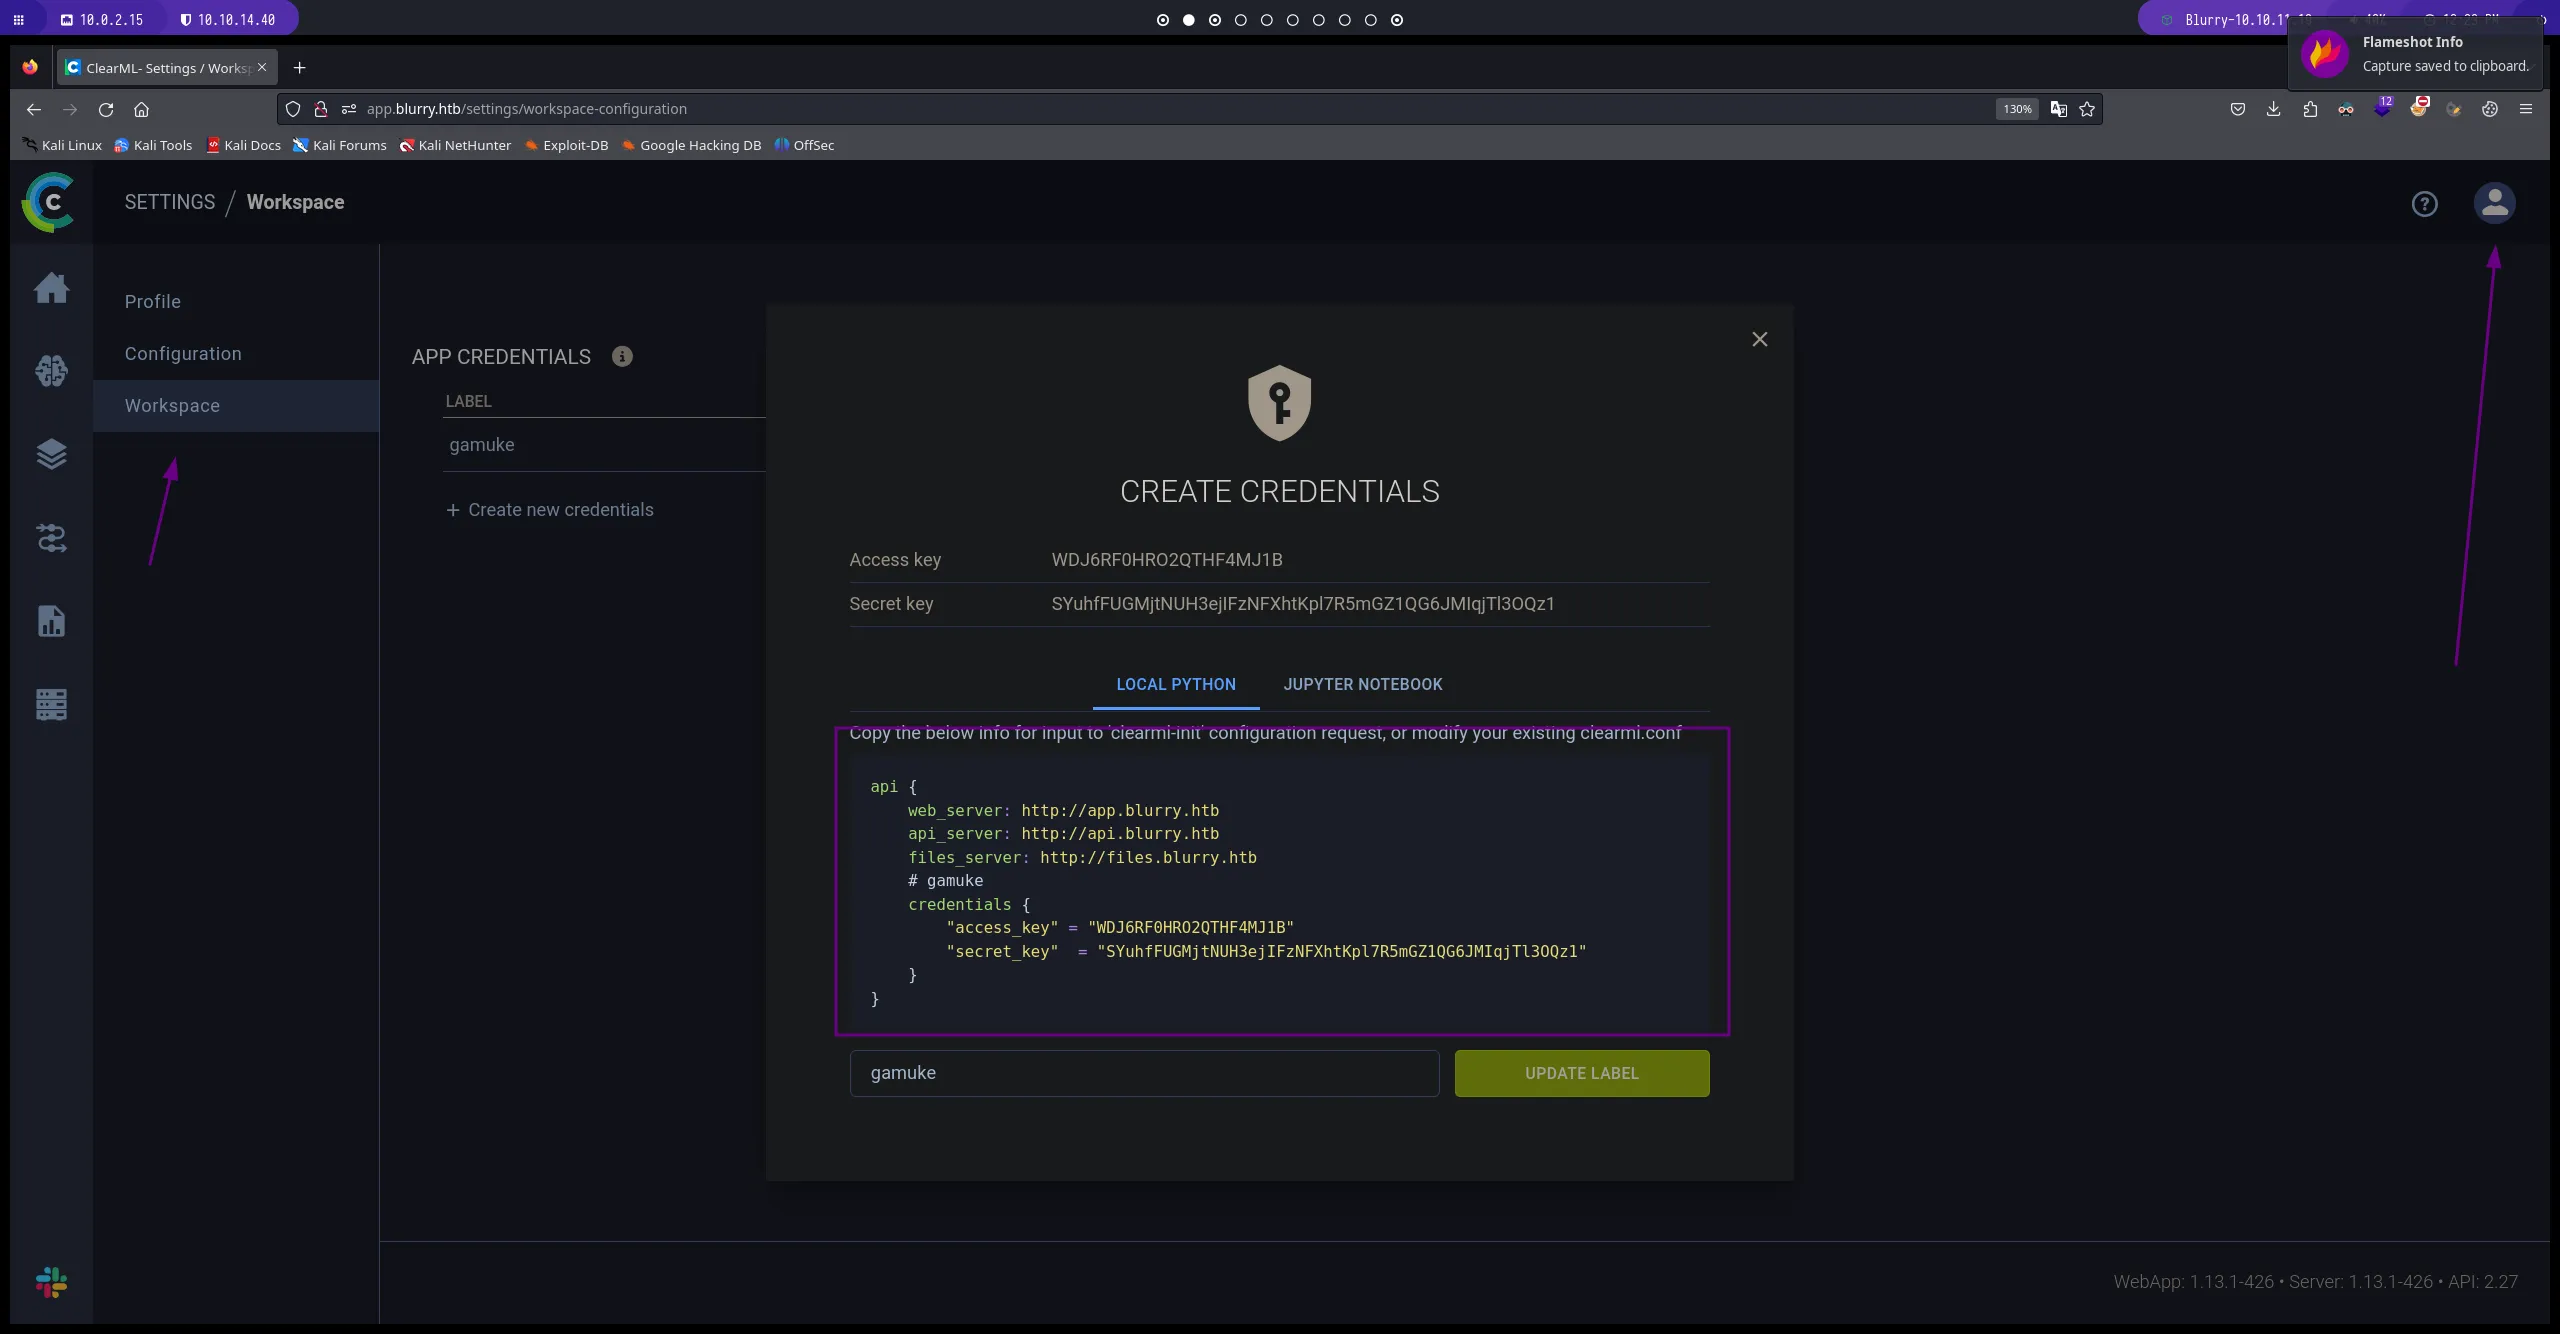 10.0.2.15
10.10.14.40
Blurry-10.10.11.
Flameshot Info
Capture saved to clipboard.
ClearML- Settings / Works
app.blurry.htb/settings/workspace-configuration
130%
12
Kali Linux
Kali Tools
Kali Docs
Kali Forums
Kali NetHunter
Exploit-DB
Google Hacking DB
OffSec
SETTINGS / Workspace
Profile
Configuration
Workspace
APP CREDENTIALS
LABEL
gamuke
+ Create new credentials
CREATE CREDENTIALS
Access key WDJ6RF0HRO2QTHF4MJ1B
Secret key SYuhfFUGMjtNUH3ejIFzNFXhtKpl7R5mGZ1QG6JMIqjTl3OQz1
LOCAL PYTHON
JUPYTER NOTEBOOK
Copy the below info for input to 'clearml-init' configuration request, or modify your existing clearml.conf
api {
web_server: http://app.blurry.htb
api_server: http://api.blurry.htb
files_server: http://files.blurry.htb
# gamuke
credentials {
"access_key" = "WDJ6RF0HRO2QTHF4MJ1B"
"secret_key" = "SYuhfFUGMjtNUH3ejIFzNFXhtKpl7R5mGZ1QG6JMIqjTl3OQz1"
}
}
gamuke
UPDATE LABEL
WebApp: 1.13.1-426 • Server: 1.13.1-426 • API: 2.27